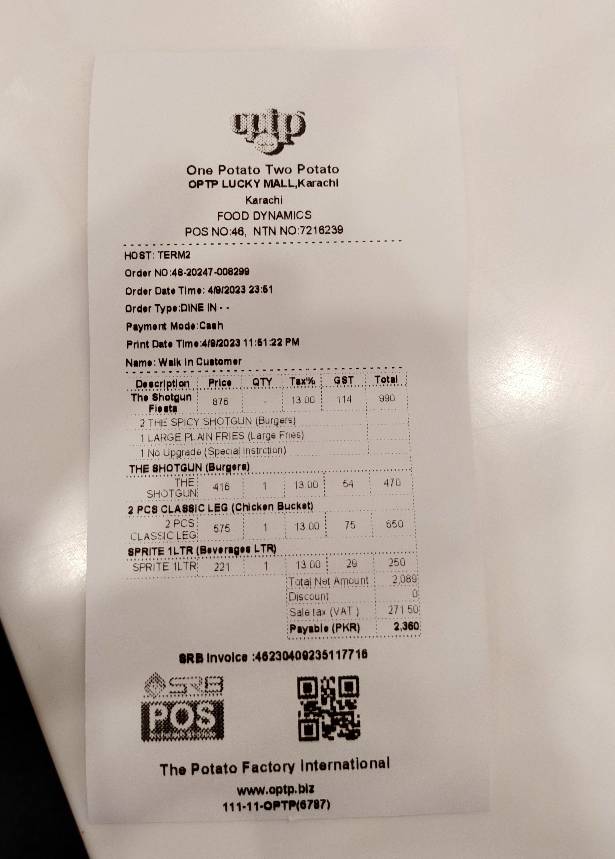 optp
One Potato Two Potato
OPTP LUCKY MALL,Karachi
Karachi
FOOD DYNAMICS
POS NO:46, NTN NO:7216239
HOST: TERM2
Order NO:46-20247-008299
Order Date Time: 4/9/2023 23:51
Order Type:DINE IN - -
Payment Mode:Cash
Print Date Time:4/9/2023 11:51:22 PM
Name: Walk in Customer
Description Price QTY Tax% GST Total
The Shotgun Fiesta 876 13.00 114 990
2 THE SPICY SHOTGUN (Burgers)
1 LARGE PLAIN FRIES (Large Fries)
1 No Upgrade (Special Instrction)
THE SHOTGUN (Burgers)
THE SHOTGUN 416 1 13.00 54 470
2 PCS CLASSIC LEG (Chicken Bucket)
2 PCS CLASSIC LEG 575 1 13.00 75 650
SPRITE 1LTR (Beverages LTR)
SPRITE 1LTR 221 1 13.00 29 250
Total Net Amount 2,089
Discount 0
Sale tax (VAT ) 271.50
Payable (PKR) 2,360
SRB Invoice :46230409235117716
SRB
POS
The Potato Factory International
www.optp.biz
111-11-OPTP(6787)